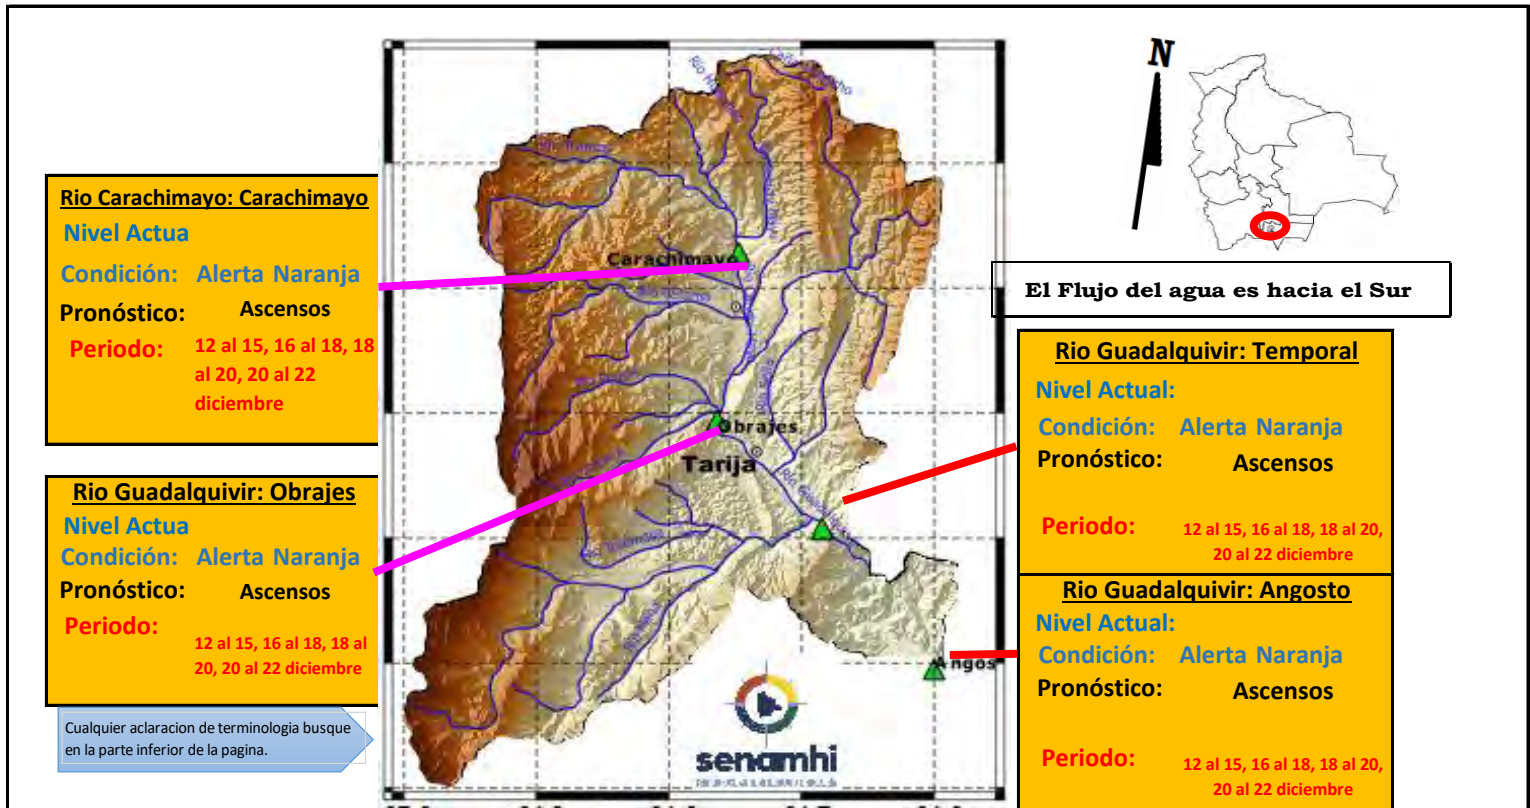 N
El Flujo del agua es hacia el Sur
Rio Carachimayo: Carachimayo
Nivel Actua
Condición: Alerta Naranja
Pronóstico: Ascensos
Periodo: 12 al 15, 16 al 18, 18
al 20, 20 al 22
diciembre
Rio Guadalquivir: Obrajes
Nivel Actua
Condición: Alerta Naranja
Pronóstico: Ascensos
Periodo:
12 al 15, 16 al 18, 18 al
20, 20 al 22 diciembre
Cualquier aclaracion de terminologia busque
en la parte inferior de la pagina.
Carachimayo
Obrajes
Tarija
Angos
senamhi
Rio Guadalquivir: Temporal
Nivel Actual:
Condición: Alerta Naranja
Pronóstico: Ascensos
Periodo: 12 al 15, 16 al 18, 18 al 20,
20 al 22 diciembre
Rio Guadalquivir: Angosto
Nivel Actual:
Condición: Alerta Naranja
Pronóstico: Ascensos
Periodo: 12 al 15, 16 al 18, 18 al 20,
20 al 22 diciembre